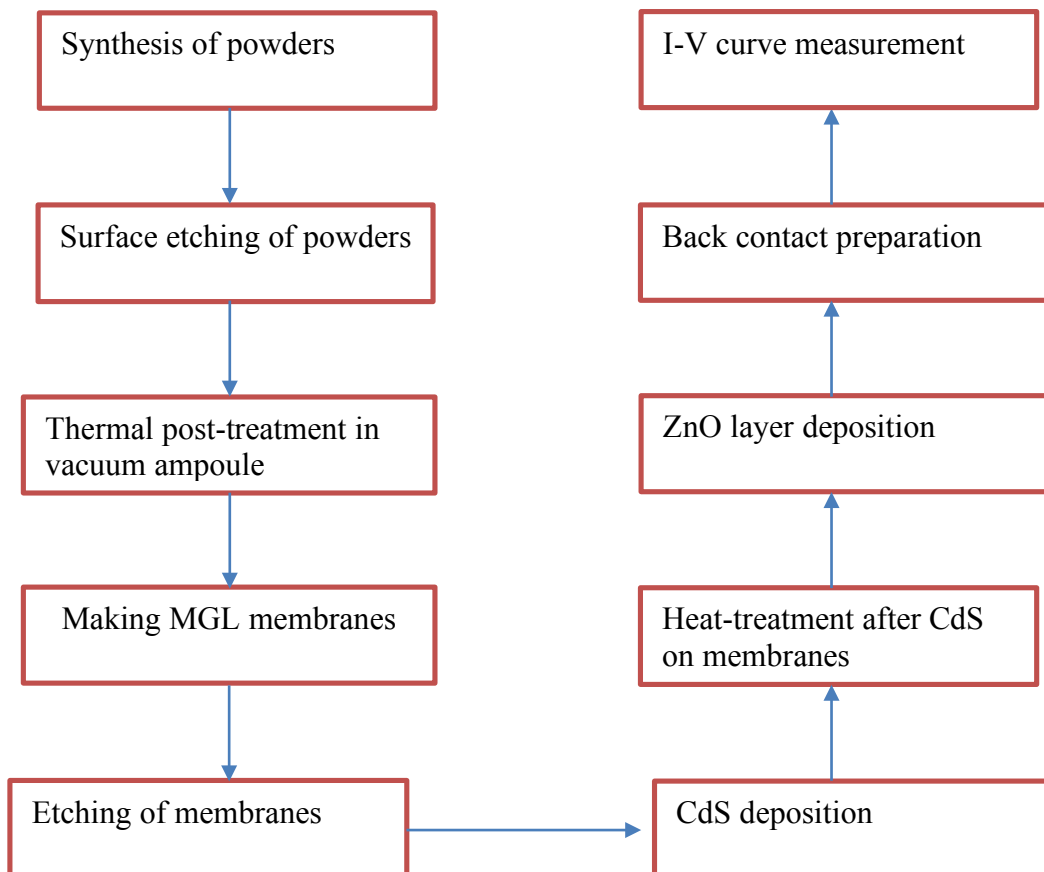 Synthesis of powders
Surface etching of powders
Thermal post-treatment in
vacuum ampoule
Making MGL membranes
Etching of membranes
CdS deposition
Heat-treatment after CdS
on membranes
ZnO layer deposition
Back contact preparation
I-V curve measurement